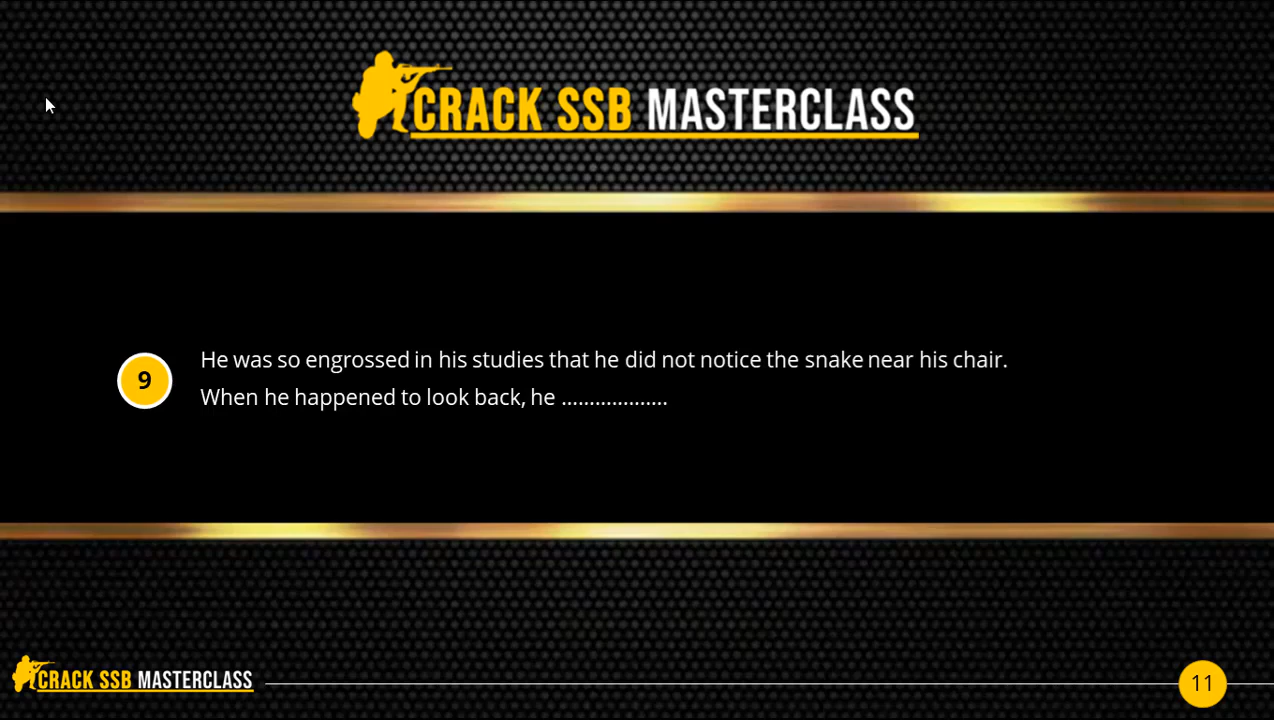 CRACK SSB MASTERCLASS
9
He was so engrossed in his studies that he did not notice the snake near his chair.
When he happened to look back, he ...................
CRACK SSB MASTERCLASS
11